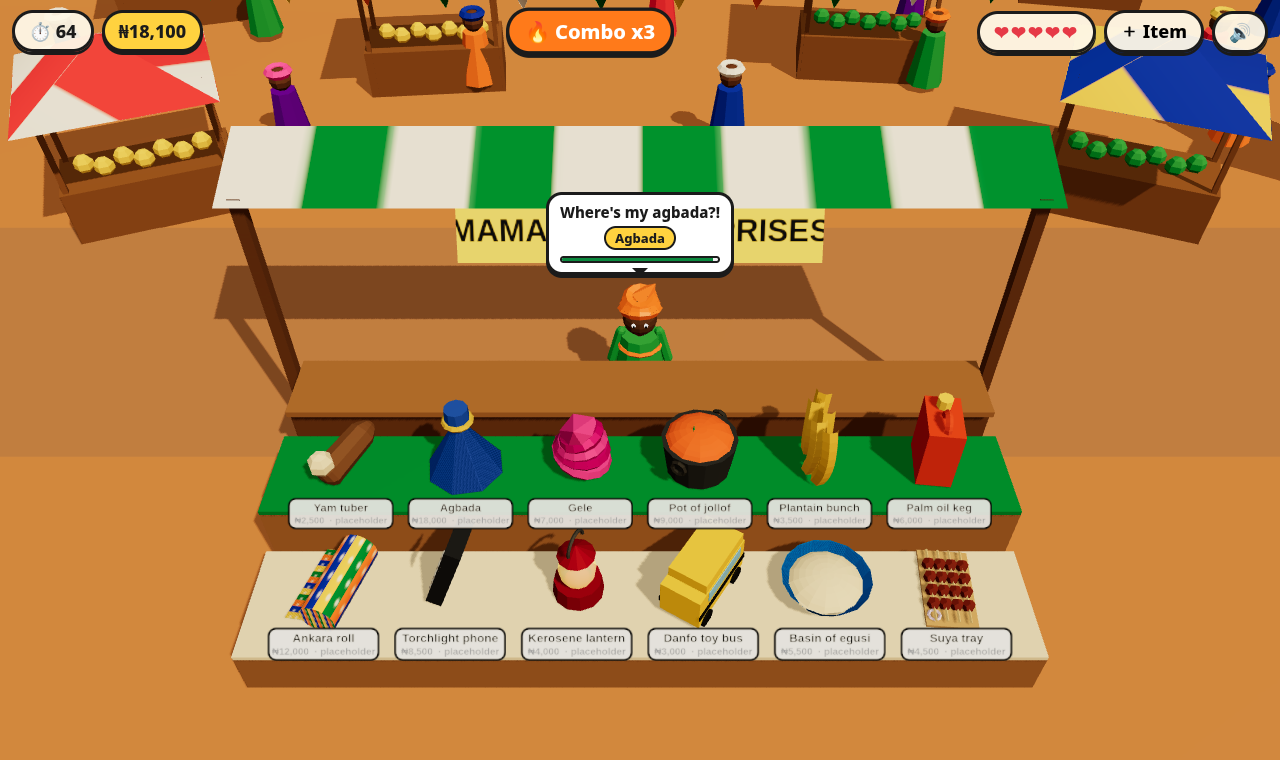 64
₦18,100
Combo x3
+ Item
Where's my agbada?!
Agbada
MAMA
RISES
Yam tuber
₦2,500 · placeholder
Agbada
₦18,000 · placeholder
Gele
₦7,000 · placeholder
Pot of jollof
₦9,000 · placeholder
Plantain bunch
₦3,500 · placeholder
Palm oil keg
₦6,000 · placeholder
Ankara roll
₦12,000 · placeholder
Torchlight phone
₦8,500 · placeholder
Kerosene lantern
₦4,000 · placeholder
Danfo toy bus
₦3,000 · placeholder
Basin of egusi
₦5,500 · placeholder
Suya tray
₦4,500 · placeholder